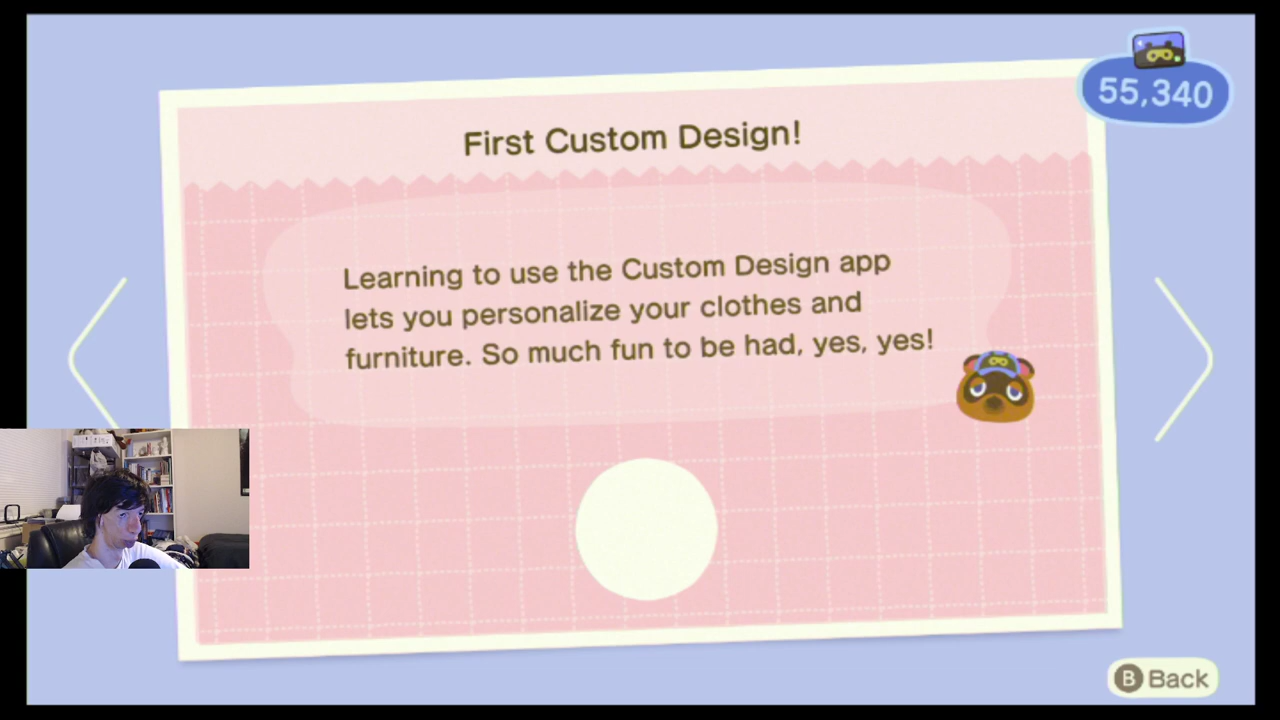 55,340
First Custom Design!
Learning to use the Custom Design app
lets you personalize your clothes and
furniture. So much fun to be had, yes, yes!
B Back